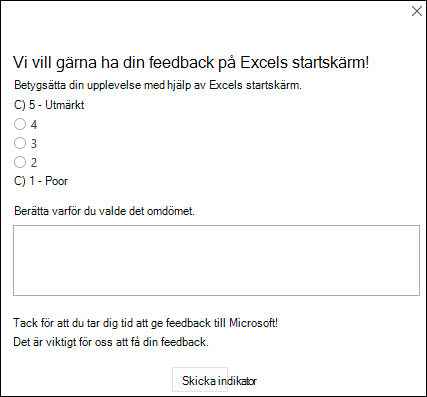 Vi vill gärna ha din feedback på Excels startskärm!
Betygsätta din upplevelse med hjälp av Excels startskärm.
C) 5 - Utmärkt
4
3
2
C) 1 - Poor
Berätta varför du valde det omdömet.
Tack för att du tar dig tid att ge feedback till Microsoft!
Det är viktigt för oss att få din feedback.
Skicka indikator